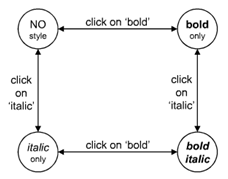 NO
style
click on 'bold'
bold
only
click
on
'italic'
click
on
'italic'
italic
only
click on 'bold'
bold
italic